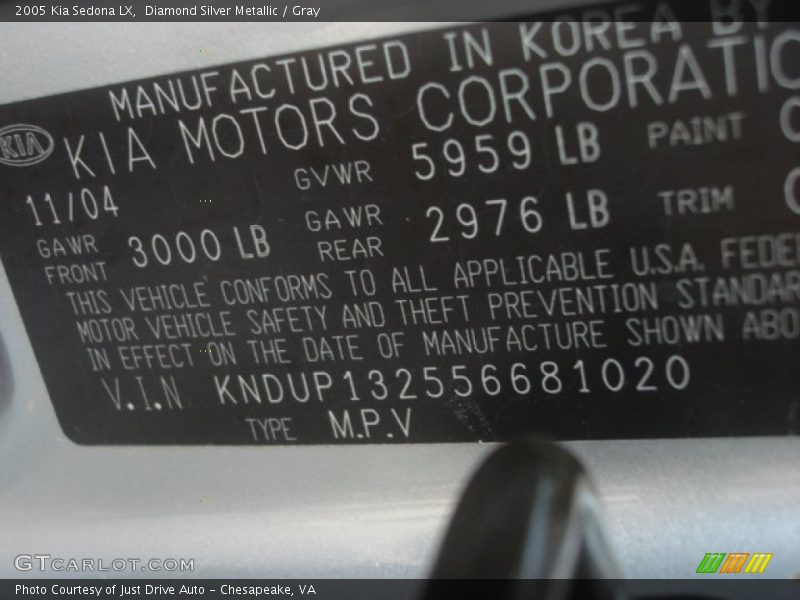 2005 Kia Sedona LX, Diamond Silver Metallic / Gray
MANUFACTURED IN KOREA BY
KIA KIA MOTORS CORPORATIO
11/04 GVWR 5959 LB PAINT
GAWR FRONT 3000 LB GAWR REAR 2976 LB TRIM
THIS VEHICLE CONFORMS TO ALL APPLICABLE U.S.A. FEDE
MOTOR VEHICLE SAFETY AND THEFT PREVENTION STANDAR
IN EFFECT ON THE DATE OF MANUFACTURE SHOWN ABO
V.I.N KNDUP132556681020
TYPE M.P.V
GTCARLOT.COM
Photo Courtesy of Just Drive Auto - Chesapeake, VA